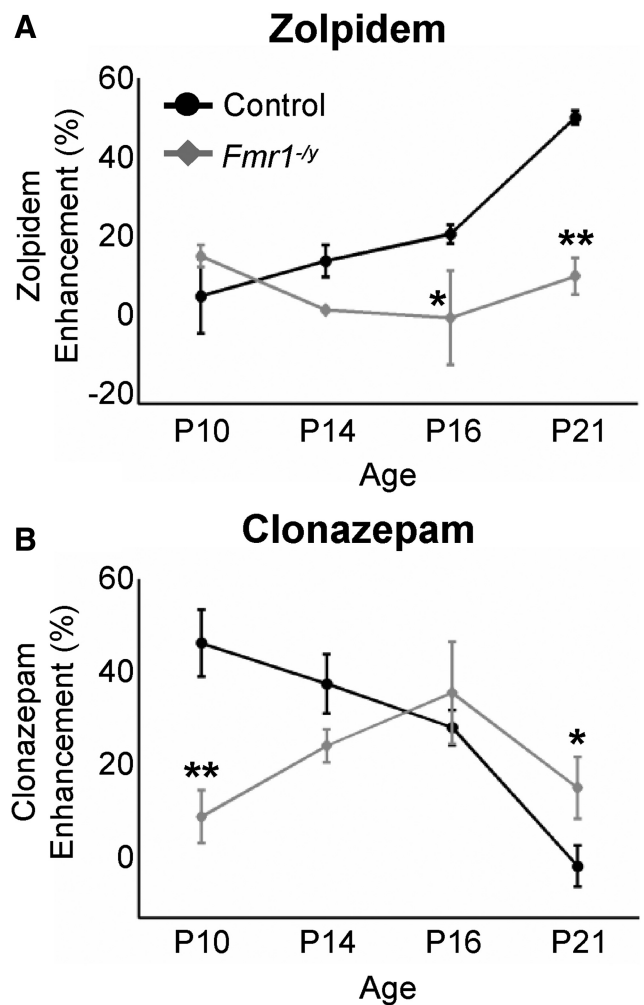 A
Zolpidem
Zolpidem
Enhancement (%)
60
40
20
0
-20
Control
Fmr1-/y
*
**
P10 P14 P16 P21
Age
B
Clonazepam
Clonazepam
Enhancement (%)
60
40
20
0
**
*
P10 P14 P16 P21
Age